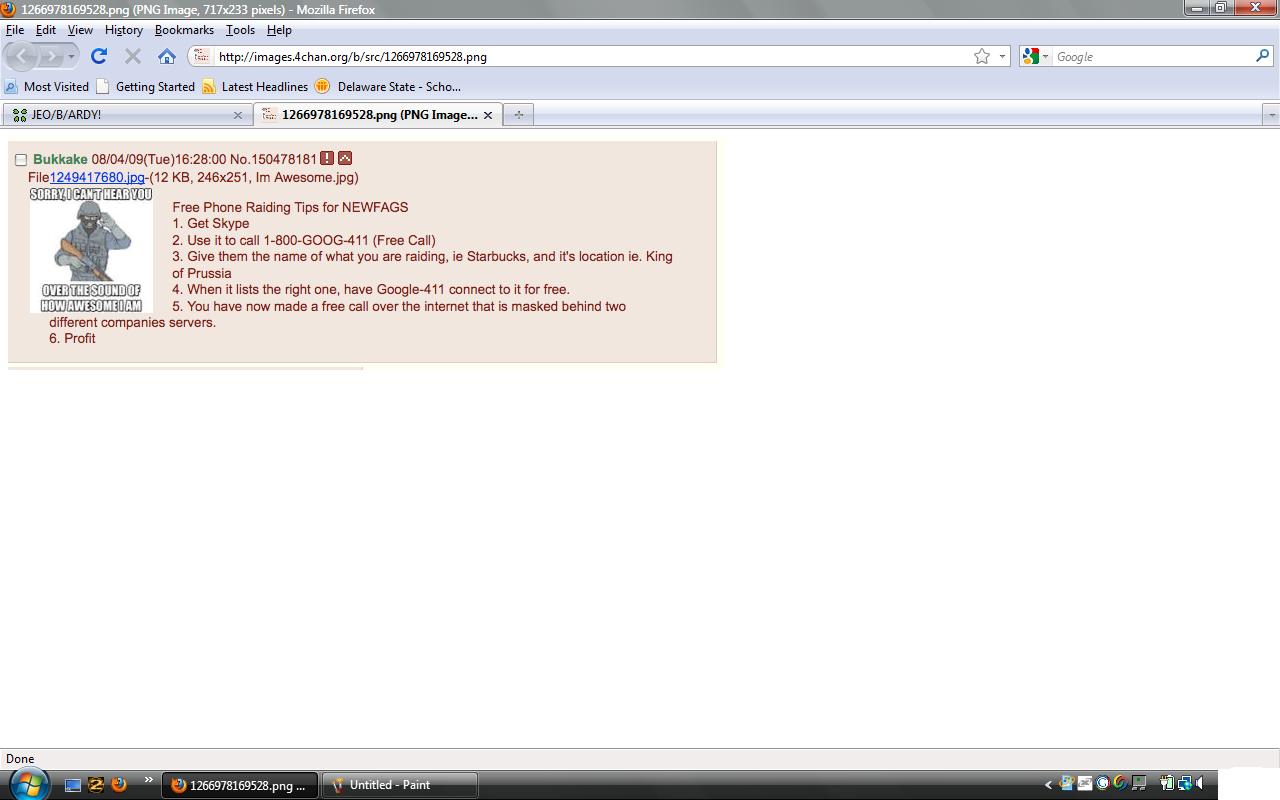 1266978169528.png (PNG Image, 717x233 pixels) - Mozilla Firefox
File Edit View History Bookmarks Tools Help
http://images.4chan.org/b/src/1266978169528.png
Google
Most Visited Getting Started Latest Headlines Delaware State - Scho...
JEO/B/ARDY!
1266978169528.png (PNG Image...
Bukkake 08/04/09(Tue)16:28:00 No.150478181
File1249417680.jpg-(12 KB, 246x251, Im Awesome.jpg)
SORRY, I CAN'T HEAR YOU
OVER THE SOUND OF
HOW AWESOME I AM
Free Phone Raiding Tips for NEWFAGS
1. Get Skype
2. Use it to call 1-800-GOOG-411 (Free Call)
3. Give them the name of what you are raiding, ie Starbucks, and it's location ie. King
of Prussia
4. When it lists the right one, have Google-411 connect to it for free.
5. You have now made a free call over the internet that is masked behind two
different companies servers.
6. Profit
Done
1266978169528.png ...
Untitled - Paint